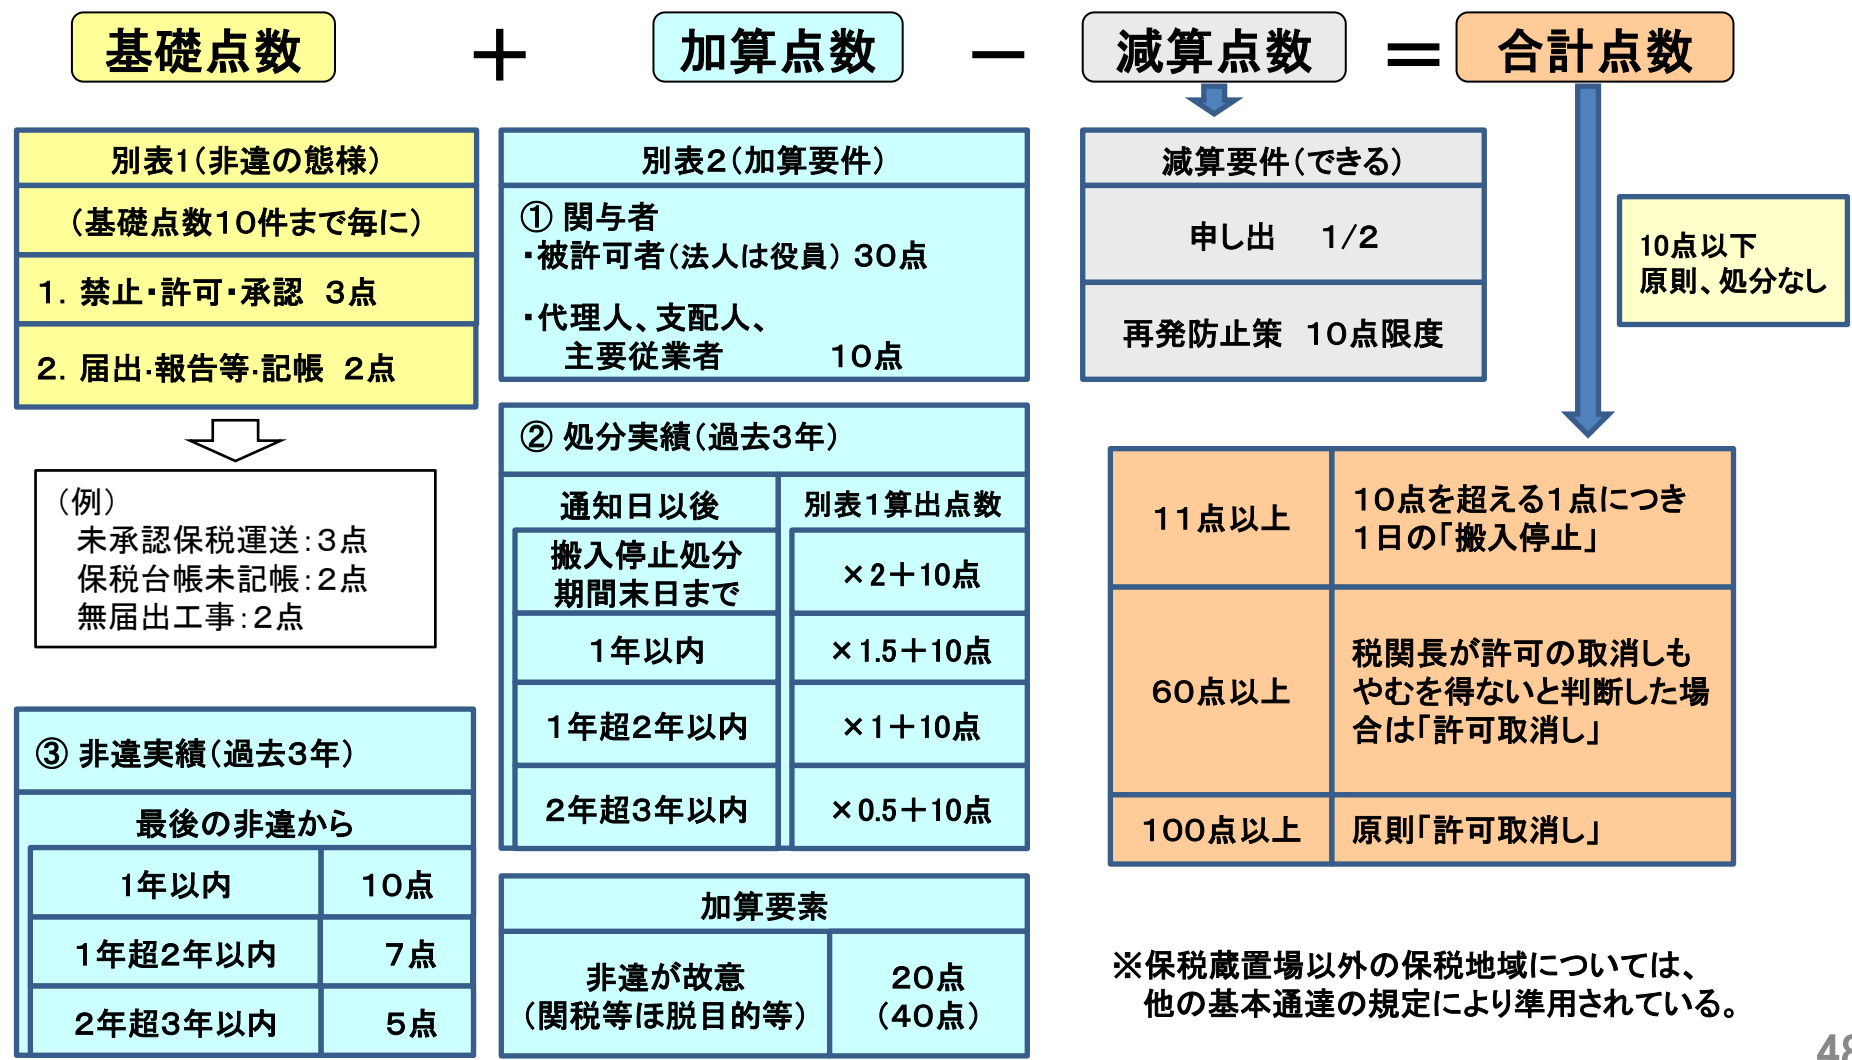 基礎点数 ＋ 加算点数 － 減算点数 ＝ 合計点数
別表１（非違の態様）
（基礎点数１０件まで毎に）
１．禁止・許可・承認　３点
２．届出・報告等・記帳　２点
（例）
未承認保税運送：３点
保税台帳未記帳：２点
無届出工事：２点
別表２（加算要件）
① 関与者
・被許可者（法人は役員） ３０点
・代理人、支配人、
主要従業者　１０点
② 処分実績（過去３年）
通知日以後　別表１算出点数
搬入停止処分
期間末日まで　×２＋１０点
１年以内　×１．５＋１０点
１年超２年以内　×１＋１０点
２年超３年以内　×０．５＋１０点
③ 非違実績（過去３年）
最後の非違から
１年以内　１０点
１年超２年以内　７点
２年超３年以内　５点
加算要素
非違が故意　２０点
（関税等ほ脱目的等）　（４０点）
減算要件（できる）
申し出　１／２
再発防止策　１０点限度
１０点以下
原則、処分なし
１１点以上　１０点を超える１点につき
１日の「搬入停止」
６０点以上　税関長が許可の取消しも
やむを得ないと判断した場
合は「許可取消し」
１００点以上　原則「許可取消し」
※保税蔵置場以外の保税地域については、
他の基本通達の規定により準用されている。